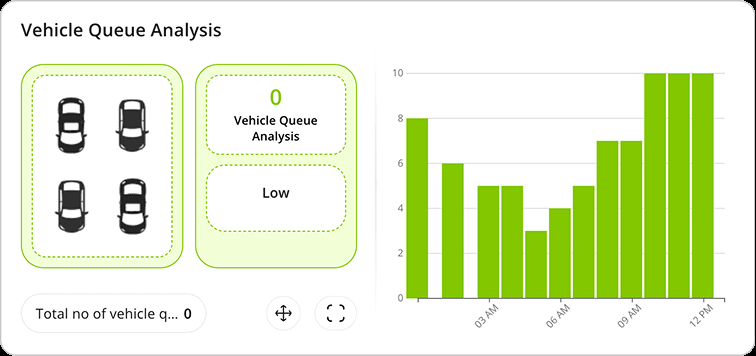 Vehicle Queue Analysis
0
Vehicle Queue
Analysis
Low
Total no of vehicle q... 0
10
8
6
4
2
0
03 AM
06 AM
09 AM
12 PM